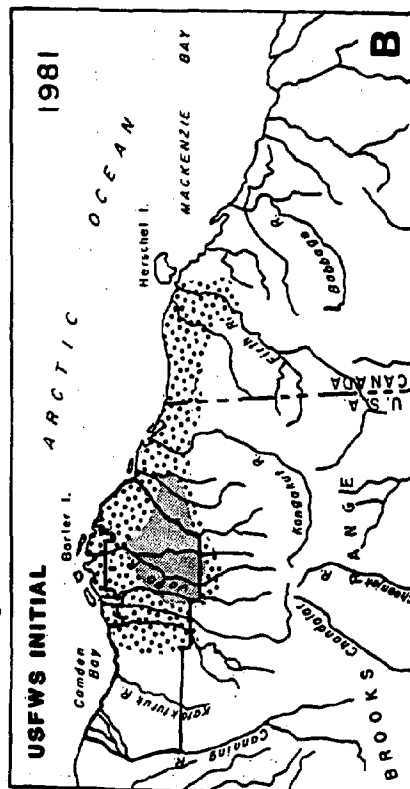 USFWS INITIAL
1981
ARCTIC OCEAN
MACKENZIE BAY
Herschel I.
Barter I.
Camden Bay
Katakturuk R.
Canning R.
Kongakut R.
Firth R.
Babbage R.
U.S.A.
CANADA
Chandalar R.
BROOKS RANGE
B